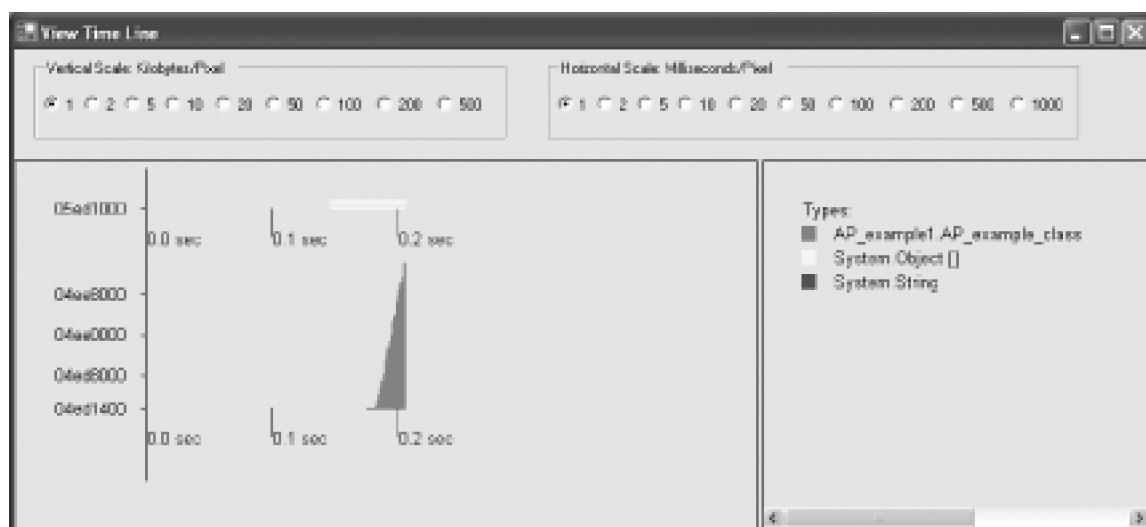 View Time Line
Vertical Scale: Kilobytes/Pixel
1 2 5 10 20 50 100 200 500
Horizontal Scale: Milliseconds/Pixel
1 2 5 10 20 50 100 200 500 1000
05ed1000
0.0 sec 0.1 sec 0.2 sec
04ee8000
04ee0000
04ed8000
04ed1400
0.0 sec 0.1 sec 0.2 sec
Types:
AP_example1.AP_example_class
System.Object []
System.String